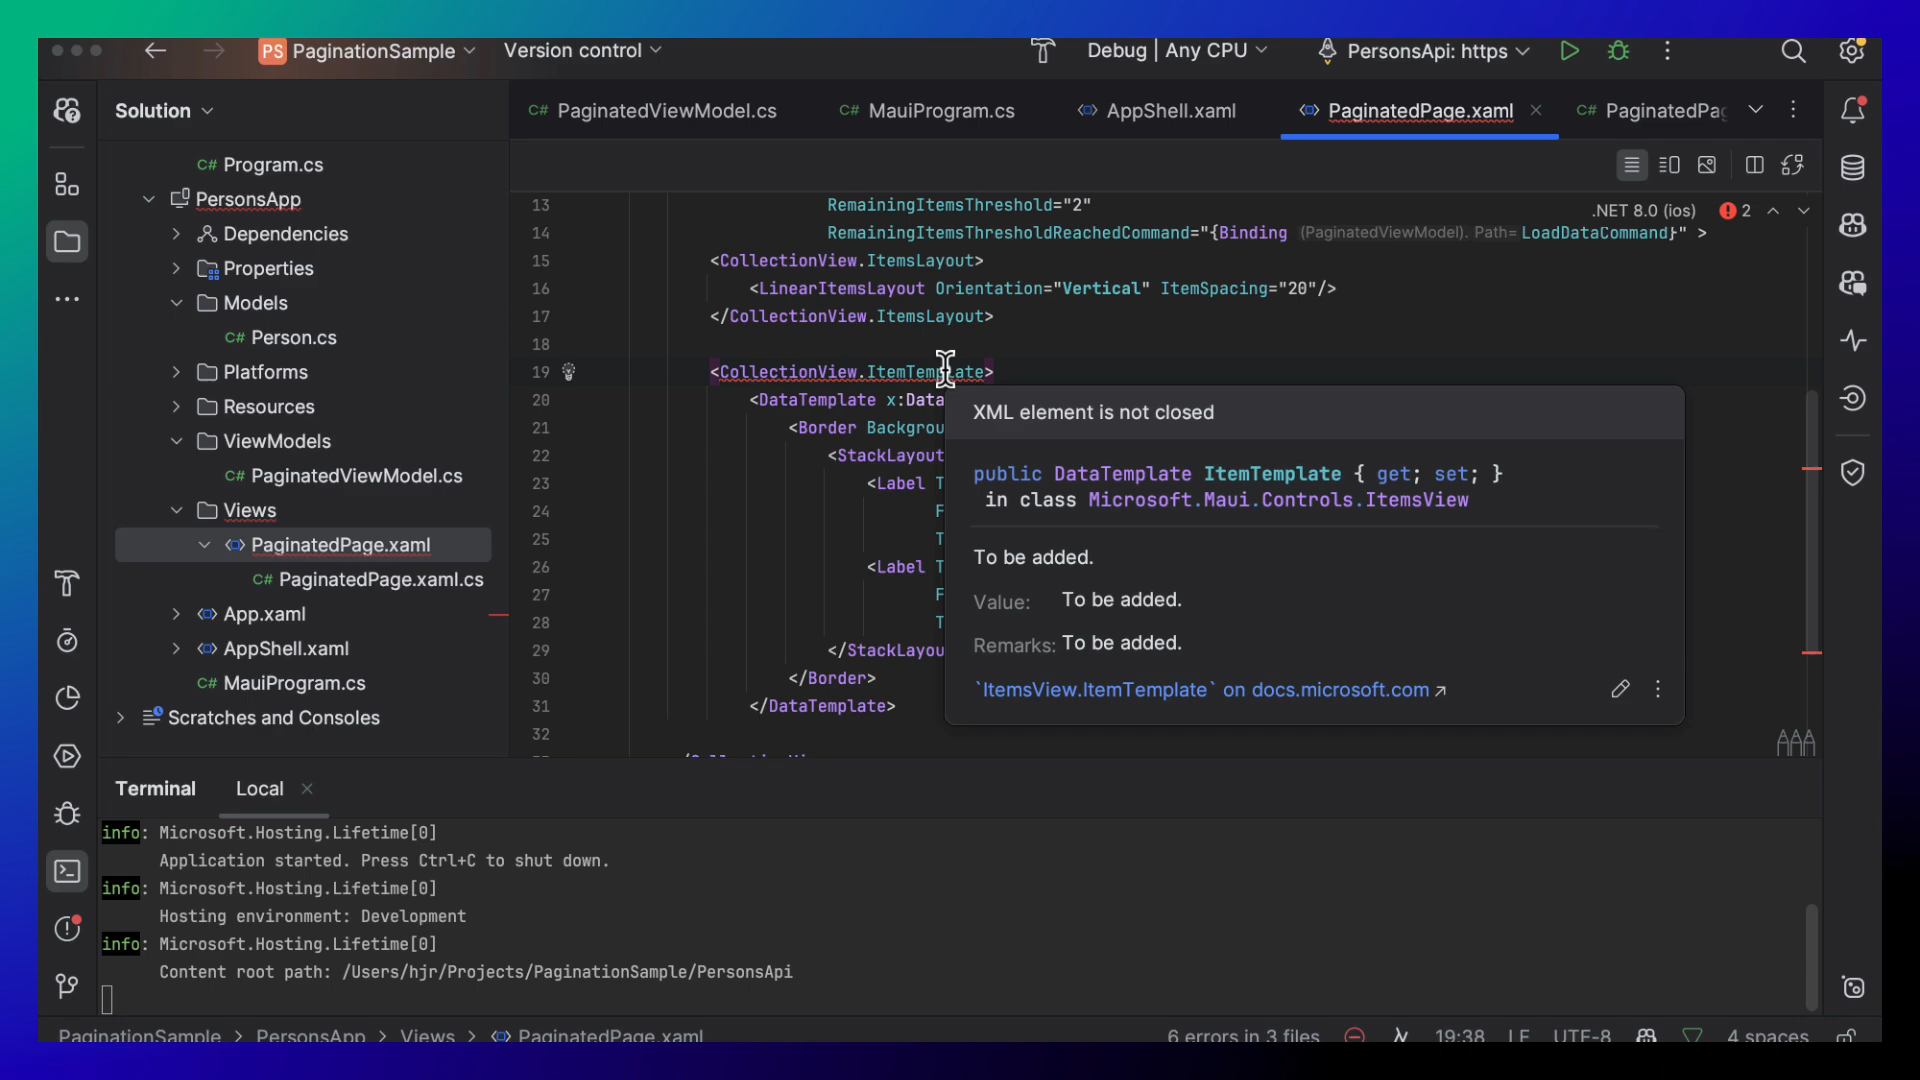 PS PaginationSample
Version control
Debug | Any CPU
PersonsApi: https
Solution
C# PaginatedViewModel.cs
C# MauiProgram.cs
AppShell.xaml
PaginatedPage.xaml
C# PaginatedPag
C# Program.cs
PersonsApp
Dependencies
Properties
Models
C# Person.cs
Platforms
Resources
ViewModels
C# PaginatedViewModel.cs
Views
PaginatedPage.xaml
C# PaginatedPage.xaml.cs
App.xaml
AppShell.xaml
C# MauiProgram.cs
Scratches and Consoles
.NET 8.0 (ios) 2
13 RemainingItemsThreshold="2"
14 RemainingItemsThresholdReachedCommand="{Binding (PaginatedViewModel). Path= LoadDataCommand}" >
15 <CollectionView.ItemsLayout>
16 <LinearItemsLayout Orientation="Vertical" ItemSpacing="20"/>
17 </CollectionView.ItemsLayout>
18
19 <CollectionView.ItemTemplate>
20 <DataTemplate x:Data
21 <Border Backgrou
22 <StackLayout
23 <Label T
24 F
25 T
26 <Label T
27 F
28 T
29 </StackLayou
30 </Border>
31 </DataTemplate>
32
XML element is not closed
public DataTemplate ItemTemplate { get; set; }
in class Microsoft.Maui.Controls.ItemsView
To be added.
Value: To be added.
Remarks: To be added.
`ItemsView.ItemTemplate` on docs.microsoft.com
Terminal
Local
info: Microsoft.Hosting.Lifetime[0]
Application started. Press Ctrl+C to shut down.
info: Microsoft.Hosting.Lifetime[0]
Hosting environment: Development
info: Microsoft.Hosting.Lifetime[0]
Content root path: /Users/hjr/Projects/PaginationSample/PersonsApi
PaginationSample > PersonsApp > Views > PaginatedPage.xaml
6 errors in 3 files
19:38
LF
UTF-8
4 spaces